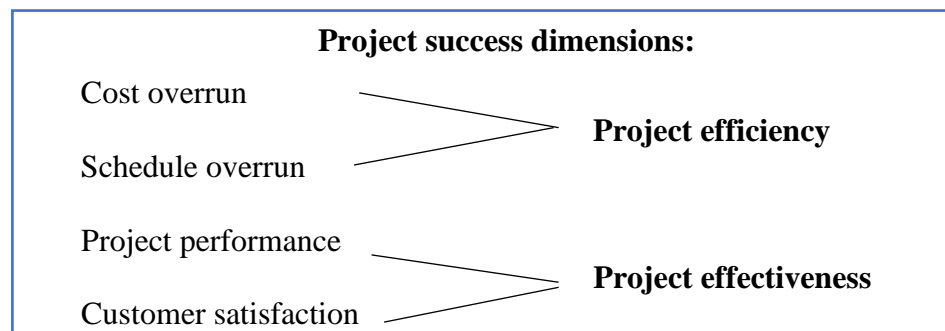 Project success dimensions:
Cost overrun
Project efficiency
Schedule overrun
Project performance
Project effectiveness
Customer satisfaction